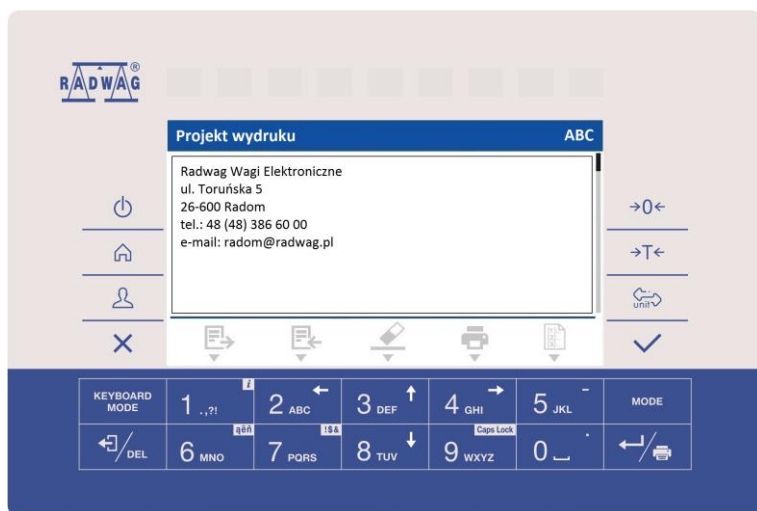 RADWAG®
Projekt wydruku ABC
Radwag Wagi Elektroniczne
ul. Toruńska 5
26-600 Radom
tel.: 48 (48) 386 60 00
e-mail: radom@radwag.pl
→0←
→T←
unit
KEYBOARD MODE
1 .,?!
i
2 ABC
3 DEF
4 GHI
5 JKL -
MODE
DEL
6 MNO
ąëñ
7 PQRS
!$&
8 TUV
9 WXYZ
Caps Lock
0 .